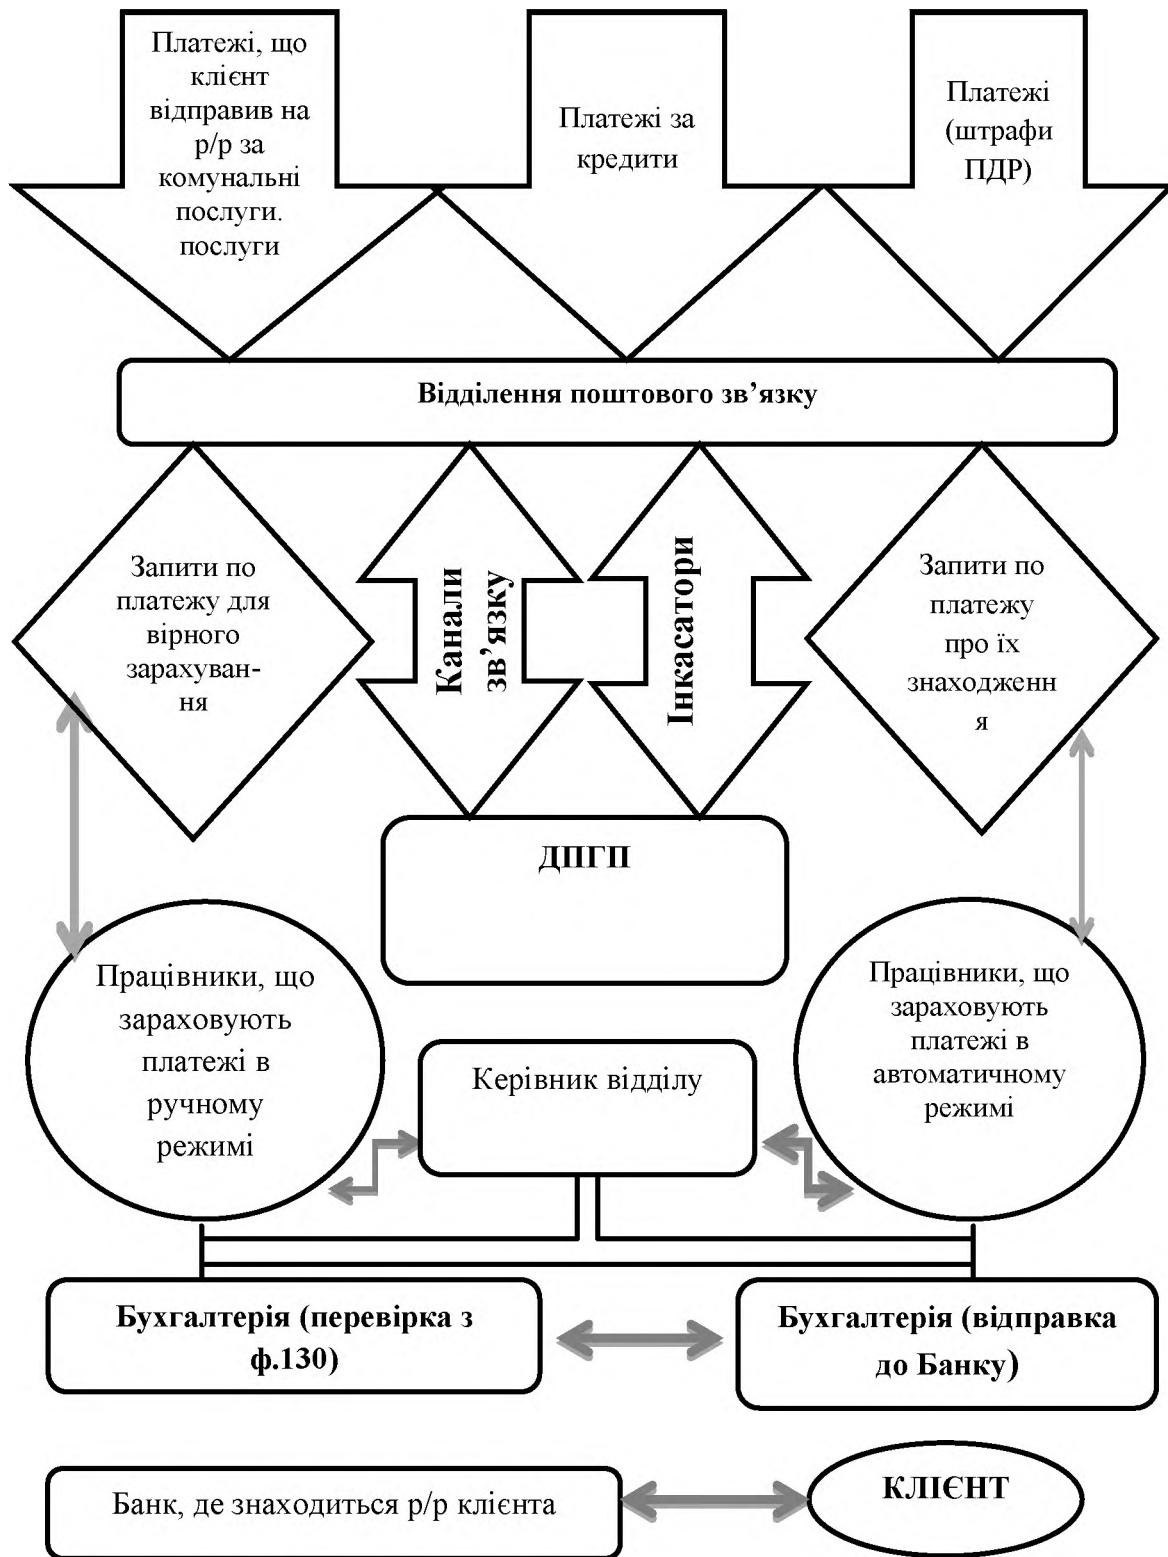 Платежі, що
клієнт
відправив на
р/р за
комунальні
послуги.
послуги
Платежі за
кредити
Платежі
(штрафи
ПДР)
Відділення поштового зв’язку
Запити по
платежу для
вірного
зарахуван-
ня
Канали
зв’язку
Інкасатори
Запити по
платежу
про їх
знаходженн
я
ДПГП
Працівники, що
зараховують
платежі в
ручному
режимі
Керівник відділу
Працівники, що
зараховують
платежі в
автоматичному
режимі
Бухгалтерія (перевірка з
ф.130)
Бухгалтерія (відправка
до Банку)
Банк, де знаходиться р/р клієнта
КЛІЄНТ